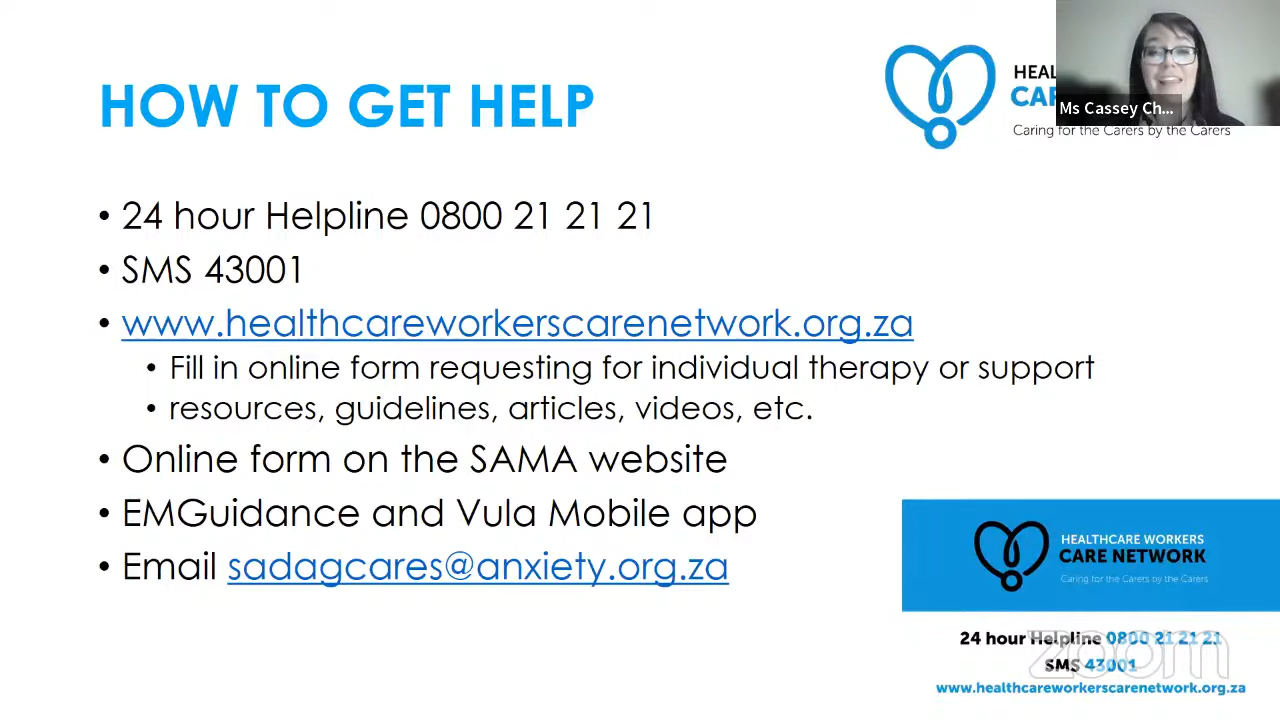 HOW TO GET HELP
HEAL
CAR
Caring for the Carers by the Carers
Ms Cassey Ch...
• 24 hour Helpline 0800 21 21 21
• SMS 43001
• www.healthcareworkerscarenetwork.org.za
• Fill in online form requesting for individual therapy or support
• resources, guidelines, articles, videos, etc.
• Online form on the SAMA website
• EMGuidance and Vula Mobile app
• Email sadagcares@anxiety.org.za
HEALTHCARE WORKERS
CARE NETWORK
Caring for the Carers by the Carers
24 hour Helpline 0800 21 21 21
SMS 43001
www.healthcareworkerscarenetwork.org.za
zoom